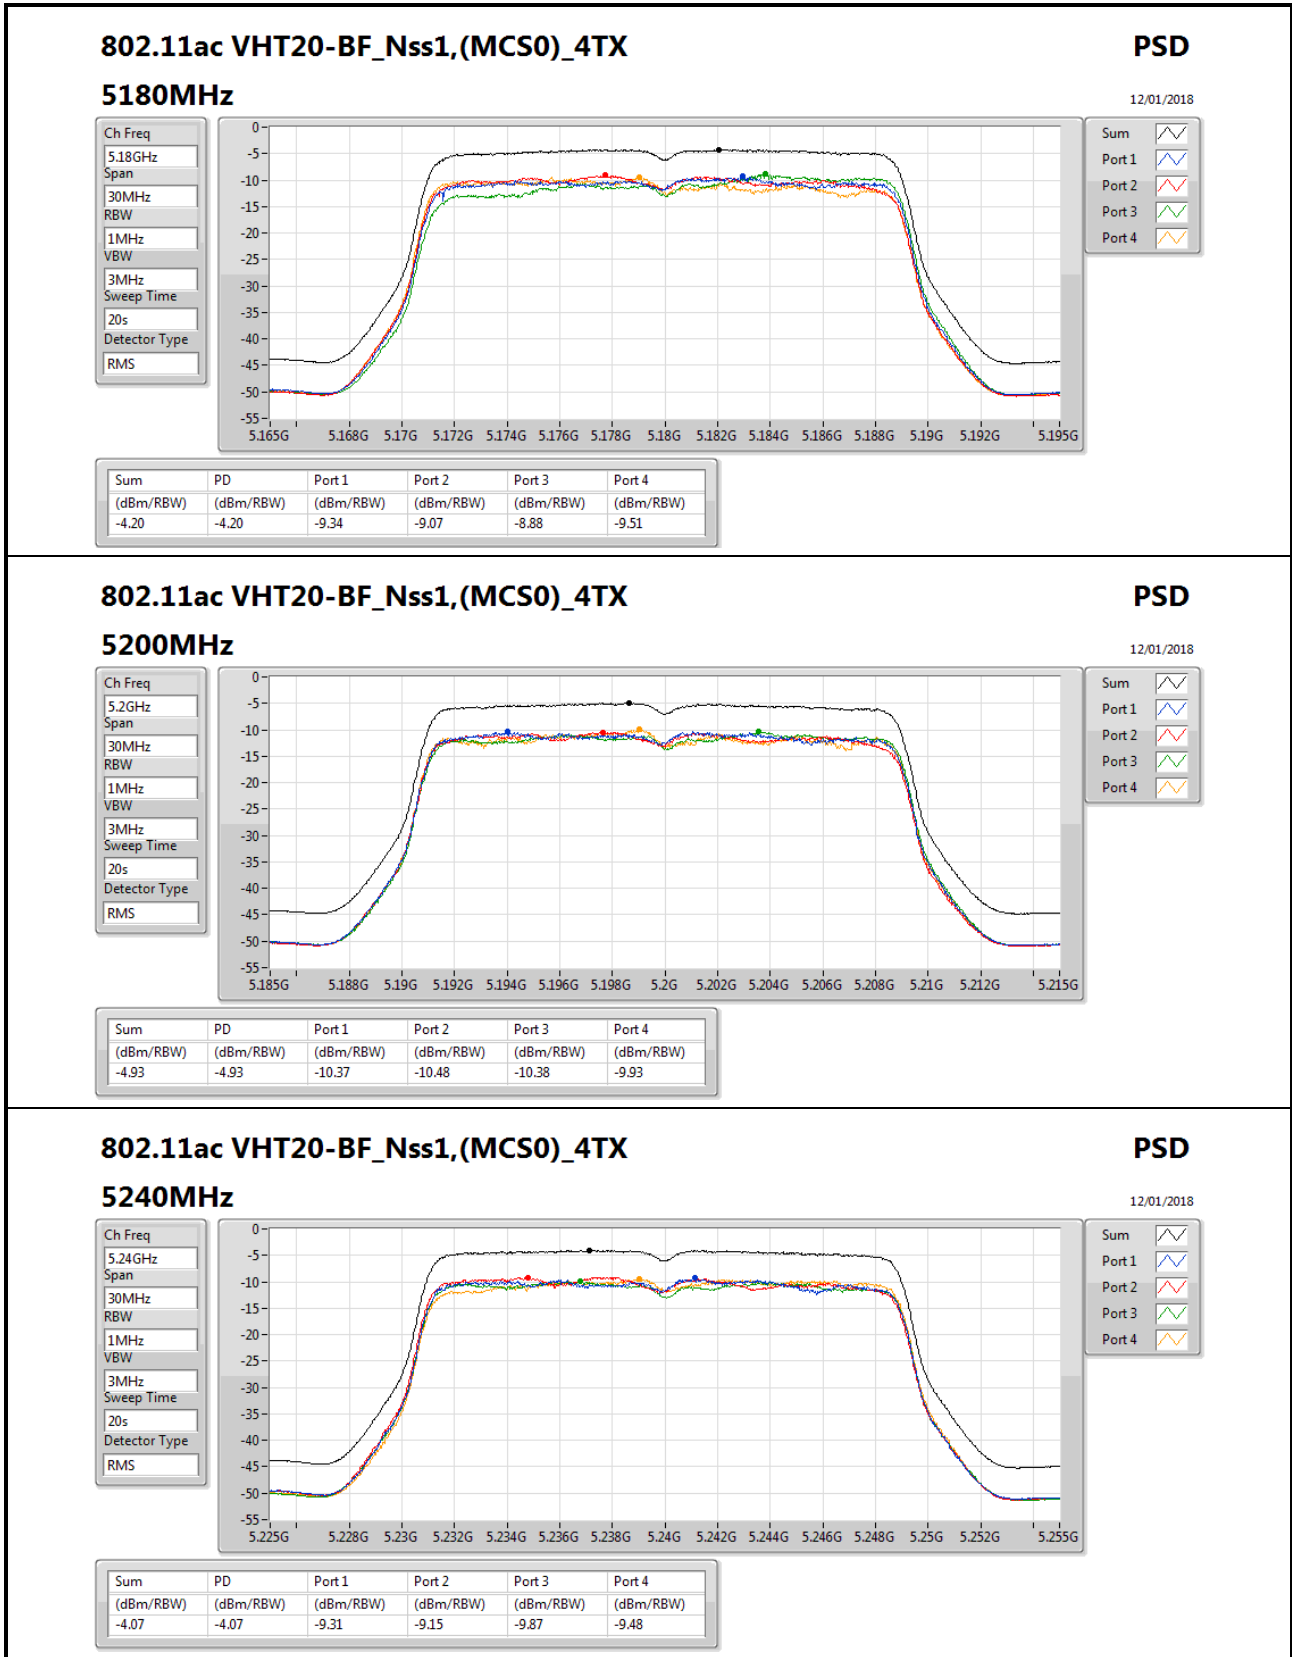 802.11ac VHT20-BF_Nss1,(MCS0)_4TX PSD
5180MHz 12/01/2018
Ch Freq
5.18GHz
Span
30MHz
RBW
1MHz
VBW
3MHz
Sweep Time
20s
Detector Type
RMS
0
-5
-10
-15
-20
-25
-30
-35
-40
-45
-50
-55
5.165G 5.168G 5.17G 5.172G 5.174G 5.176G 5.178G 5.18G 5.182G 5.184G 5.186G 5.188G 5.19G 5.192G 5.195G
Sum
Port 1
Port 2
Port 3
Port 4
Sum PD Port 1 Port 2 Port 3 Port 4
(dBm/RBW) (dBm/RBW) (dBm/RBW) (dBm/RBW) (dBm/RBW) (dBm/RBW)
-4.20 -4.20 -9.34 -9.07 -8.88 -9.51
802.11ac VHT20-BF_Nss1,(MCS0)_4TX PSD
5200MHz 12/01/2018
Ch Freq
5.2GHz
Span
30MHz
RBW
1MHz
VBW
3MHz
Sweep Time
20s
Detector Type
RMS
0
-5
-10
-15
-20
-25
-30
-35
-40
-45
-50
-55
5.185G 5.188G 5.19G 5.192G 5.194G 5.196G 5.198G 5.2G 5.202G 5.204G 5.206G 5.208G 5.21G 5.212G 5.215G
Sum
Port 1
Port 2
Port 3
Port 4
Sum PD Port 1 Port 2 Port 3 Port 4
(dBm/RBW) (dBm/RBW) (dBm/RBW) (dBm/RBW) (dBm/RBW) (dBm/RBW)
-4.93 -4.93 -10.37 -10.48 -10.38 -9.93
802.11ac VHT20-BF_Nss1,(MCS0)_4TX PSD
5240MHz 12/01/2018
Ch Freq
5.24GHz
Span
30MHz
RBW
1MHz
VBW
3MHz
Sweep Time
20s
Detector Type
RMS
0
-5
-10
-15
-20
-25
-30
-35
-40
-45
-50
-55
5.225G 5.228G 5.23G 5.232G 5.234G 5.236G 5.238G 5.24G 5.242G 5.244G 5.246G 5.248G 5.25G 5.252G 5.255G
Sum
Port 1
Port 2
Port 3
Port 4
Sum PD Port 1 Port 2 Port 3 Port 4
(dBm/RBW) (dBm/RBW) (dBm/RBW) (dBm/RBW) (dBm/RBW) (dBm/RBW)
-4.07 -4.07 -9.31 -9.15 -9.87 -9.48